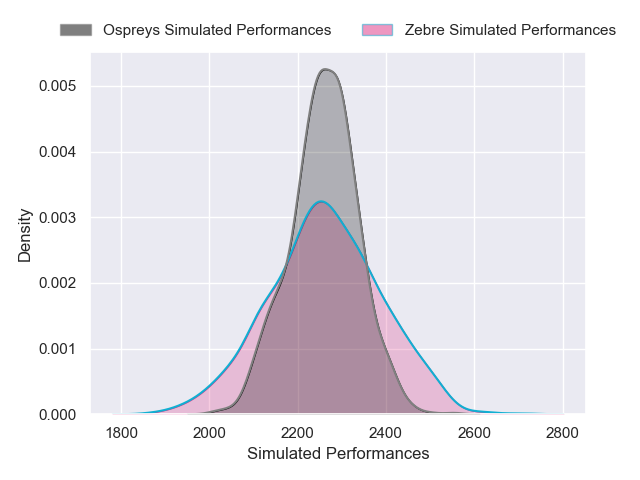 Ospreys Simulated Performances Zebre Simulated Performances
0.005
0.004
0.003
0.002
0.001
0.000
Density
1800 2000 2200 2400 2600 2800
Simulated Performances